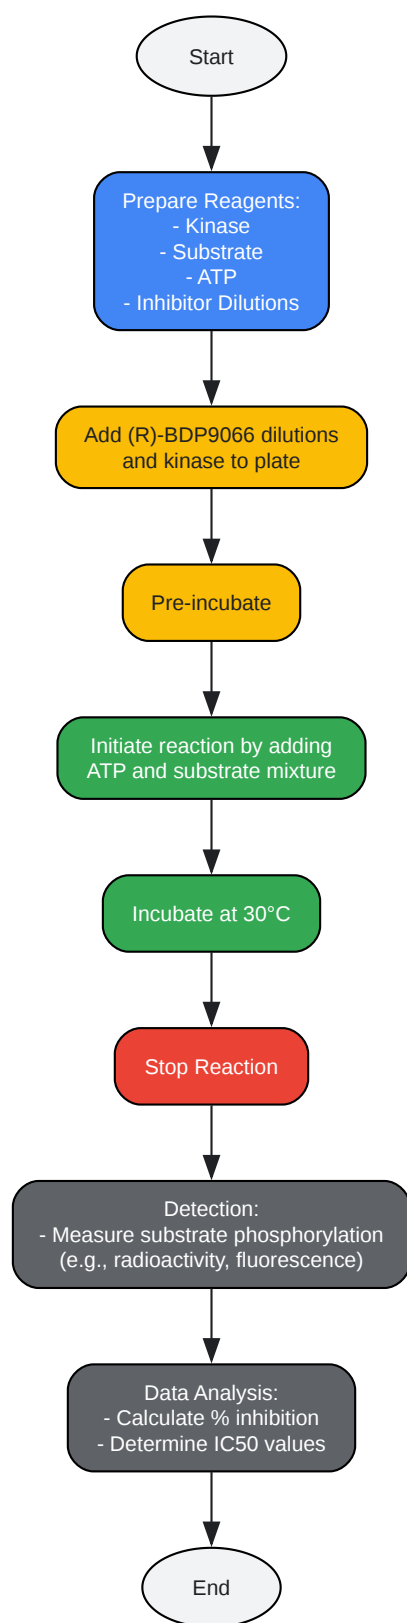 Start
Prepare Reagents:
- Kinase
- Substrate
- ATP
- Inhibitor Dilutions
Add (R)-BDP9066 dilutions
and kinase to plate
Pre-incubate
Initiate reaction by adding
ATP and substrate mixture
Incubate at 30°C
Stop Reaction
Detection:
- Measure substrate phosphorylation
(e.g., radioactivity, fluorescence)
Data Analysis:
- Calculate % inhibition
- Determine IC50 values
End